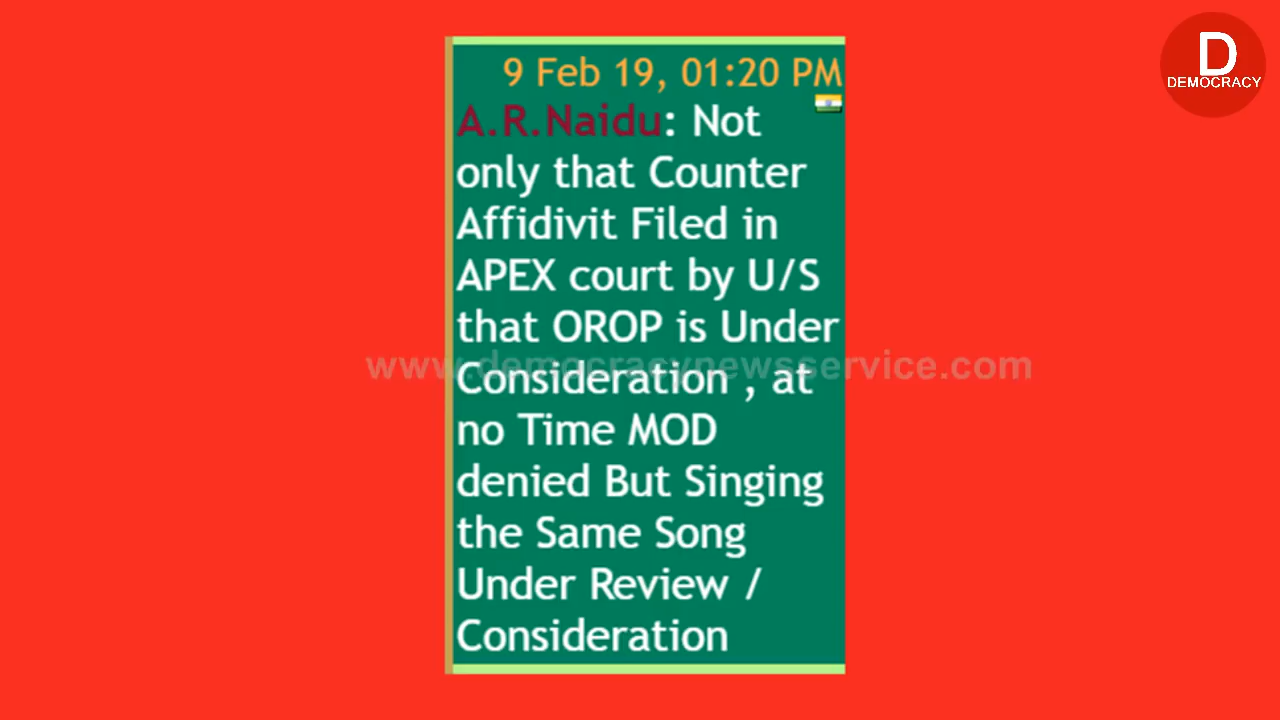 D
DEMOCRACY
9 Feb 19, 01:20 PM
A.R.Naidu: Not
only that Counter
Affidivit Filed in
APEX court by U/S
that OROP is Under
www.democracynewsservice.com
Consideration , at
no Time MOD
denied But Singing
the Same Song
Under Review /
Consideration